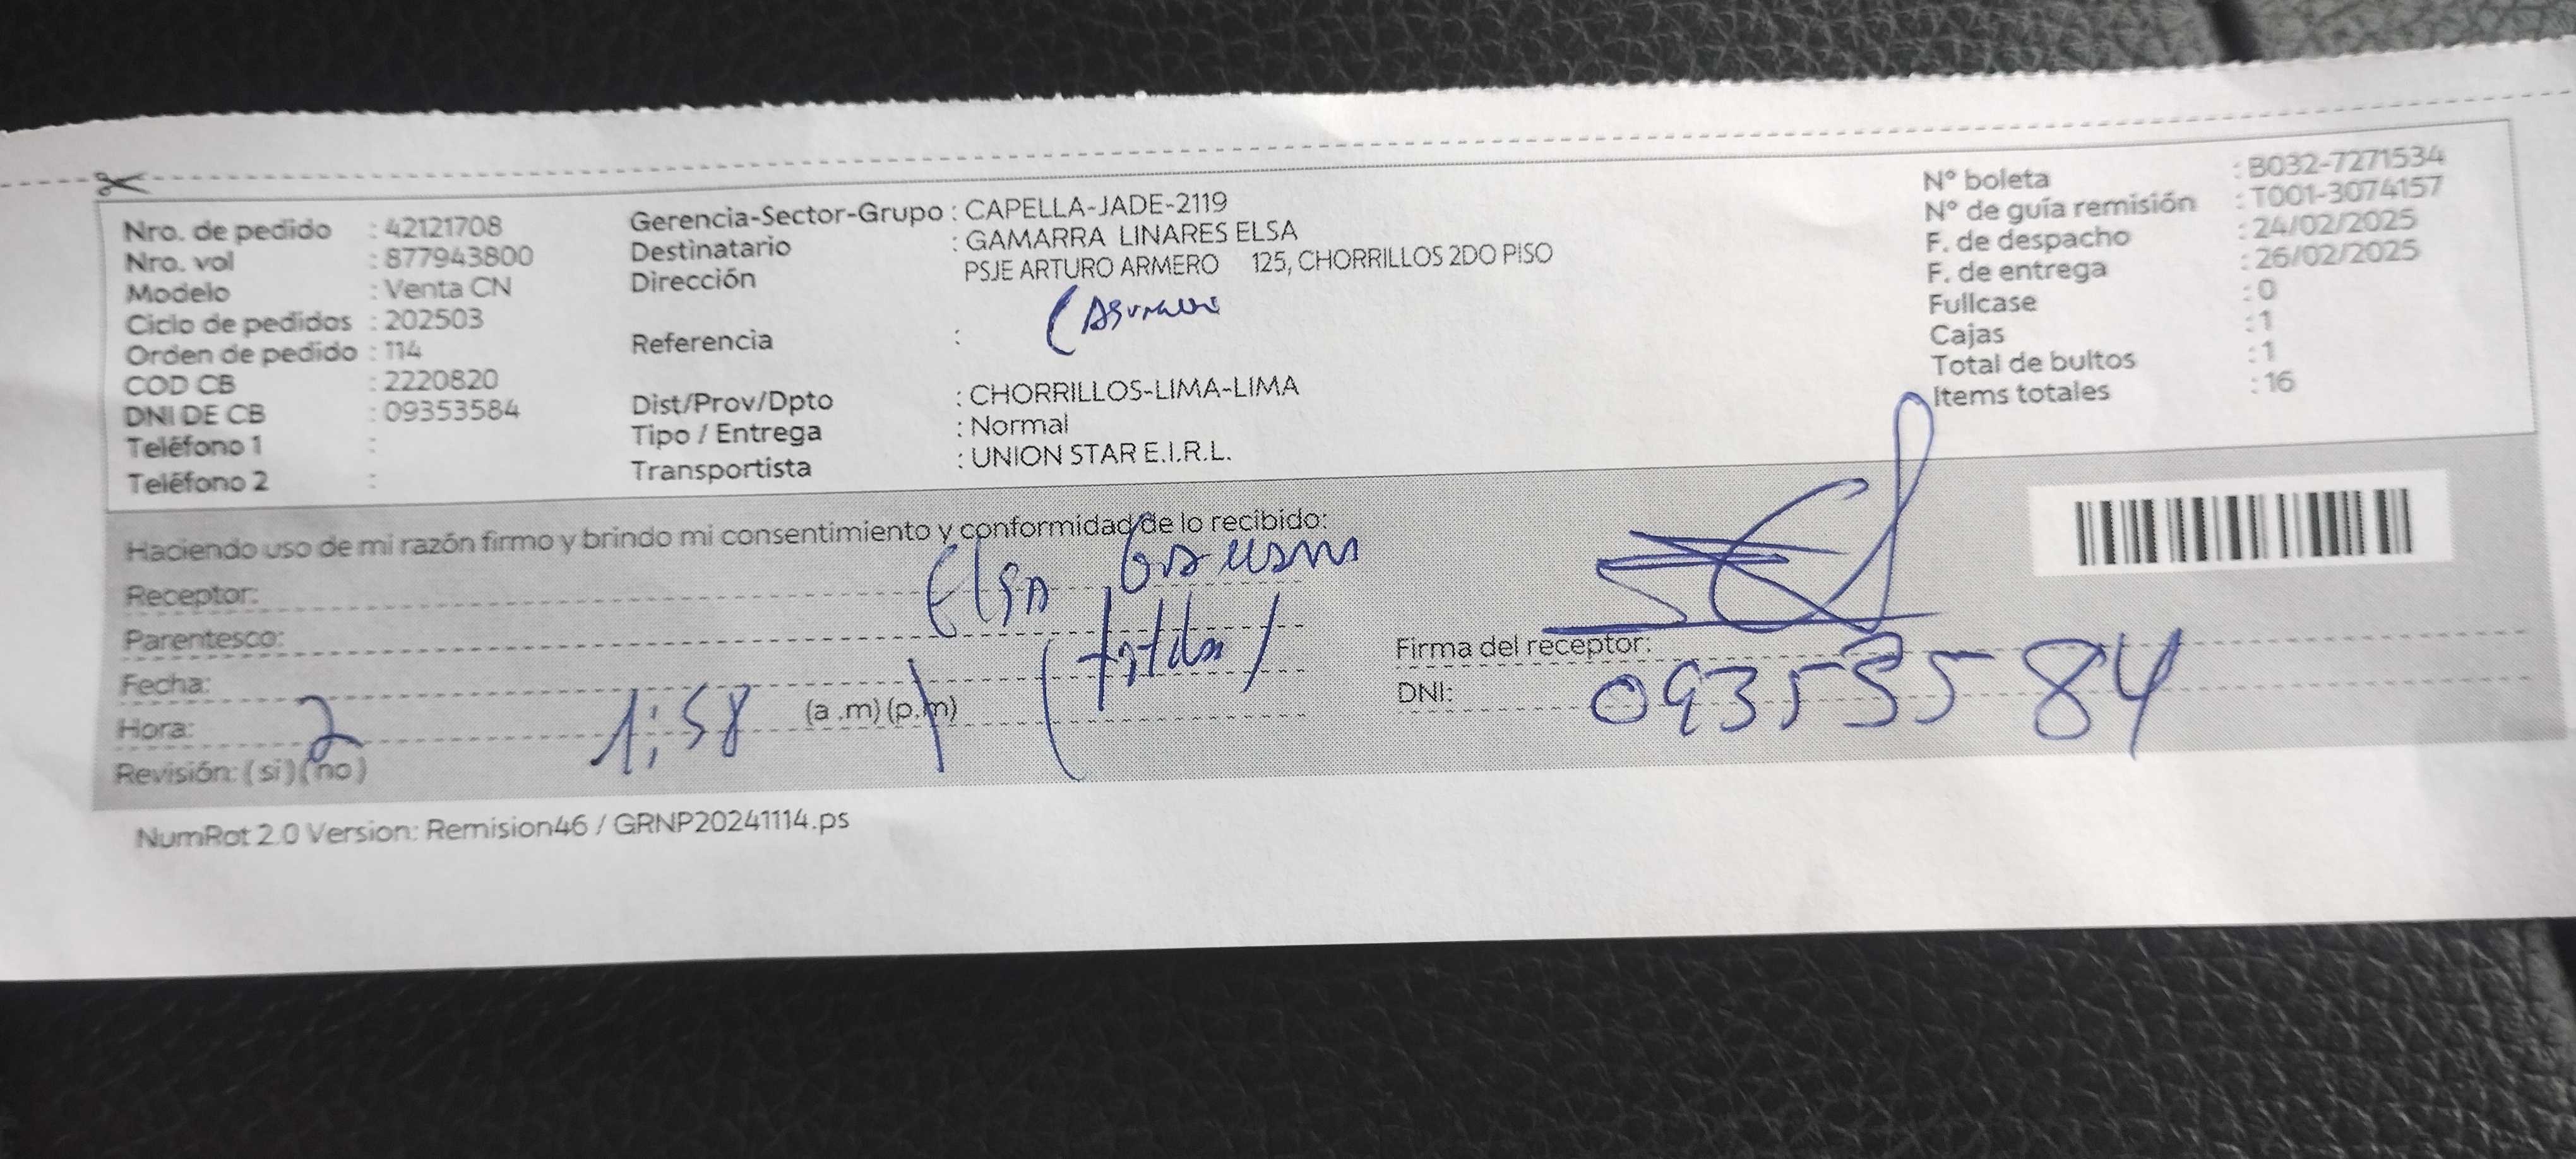 Nro. de pedido : 42121708
Nro. vol : 877943800
Modelo : Venta CN
Ciclo de pedidos : 202503
Orden de pedido : 114
COD CB : 2220820
DNI DE CB : 09353584
Teléfono 1 :
Teléfono 2 :
Gerencia-Sector-Grupo : CAPELLA-JADE-2119
Destinatario : GAMARRA LINARES ELSA
Dirección PSJE ARTURO ARMERO 125, CHORRILLOS 2DO PISO
Referencia :
Dist/Prov/Dpto : CHORRILLOS-LIMA-LIMA
Tipo / Entrega : Normal
Transportista : UNION STAR E.I.R.L.
N° boleta : B032-7271534
N° de guía remisión : T001-3074157
F. de despacho : 24/02/2025
F. de entrega : 26/02/2025
Fullcase : 0
Cajas : 1
Total de bultos : 1
Items totales : 16
Haciendo uso de mi razón firmo y brindo mi consentimiento y conformidad de lo recibido:
Receptor: Elsa
Parentesco:
Fecha:
Hora: 2 1:58 (a .m) (p.m)
Revisión: ( si ) ( no )
Firma del receptor:
DNI: 09353584
NumRot 2.0 Version: Remision46 / GRNP20241114.ps